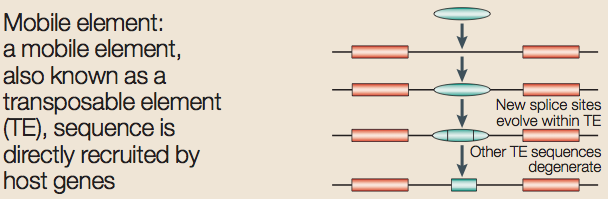 Mobile element:
a mobile element,
also known as a
transposable element
(TE), sequence is
directly recruited by
host genes
New splice sites
evolve within TE
Other TE sequences
degenerate